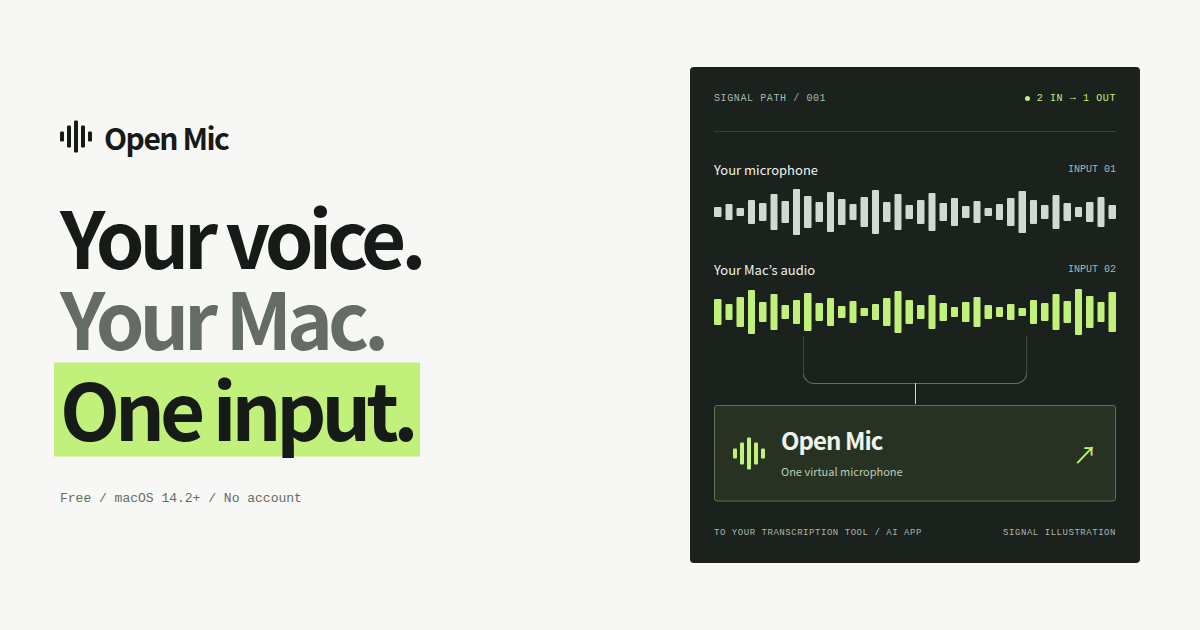 Open Mic
Your voice.
Your Mac.
One input.
Free / macOS 14.2+ / No account
SIGNAL PATH / 001
2 IN → 1 OUT
Your microphone
INPUT 01
Your Mac’s audio
INPUT 02
Open Mic
One virtual microphone
TO YOUR TRANSCRIPTION TOOL / AI APP
SIGNAL ILLUSTRATION